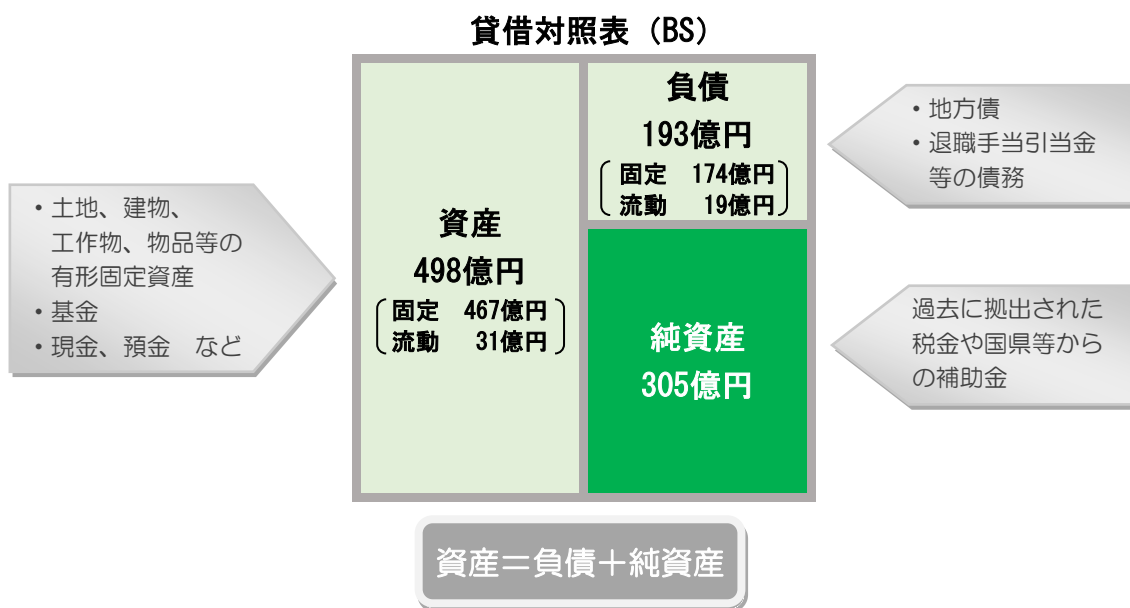 貸借対照表（BS）
・土地、建物、
工作物、物品等の
有形固定資産
・基金
・現金、預金　など
資産
498億円
固定　467億円
流動　31億円
負債
193億円
固定　174億円
流動　19億円
純資産
305億円
・地方債
・退職手当引当金
等の債務
過去に拠出された
税金や国県等から
の補助金
資産＝負債＋純資産